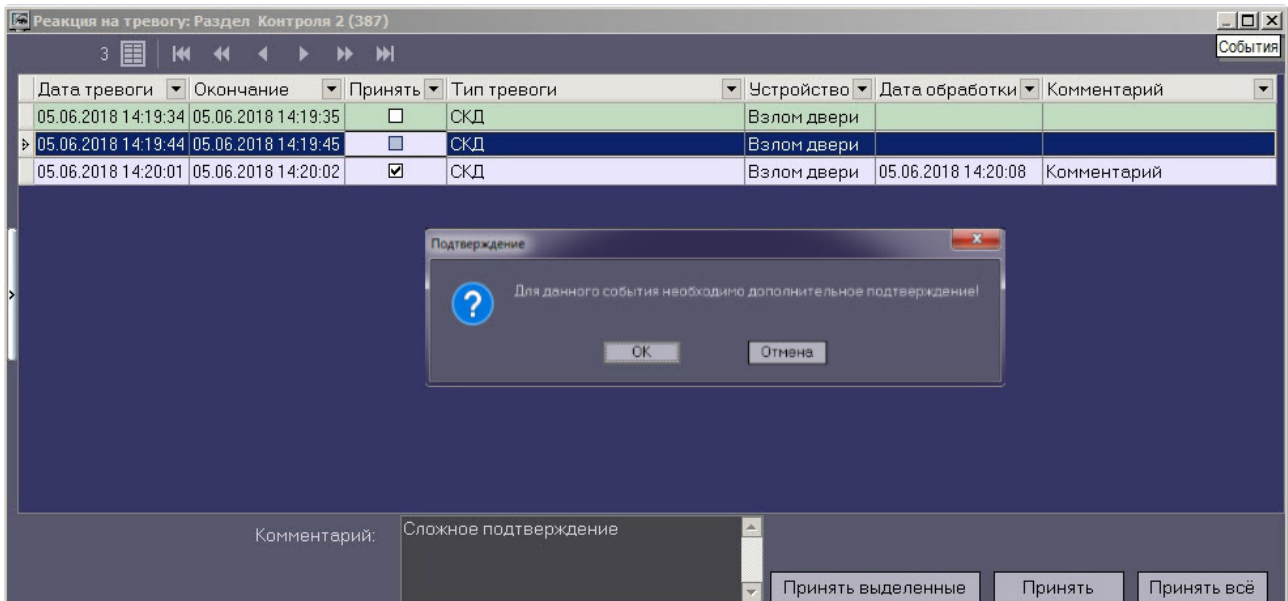 Реакция на тревогу: Раздел Контроля 2 (387)
3
События
Дата тревоги Окончание Принять Тип тревоги Устройство Дата обработки Комментарий
05.06.2018 14:19:34 05.06.2018 14:19:35 СКД Взлом двери
05.06.2018 14:19:44 05.06.2018 14:19:45 СКД Взлом двери
05.06.2018 14:20:01 05.06.2018 14:20:02 СКД Взлом двери 05.06.2018 14:20:08 Комментарий
Подтверждение
Для данного события необходимо дополнительное подтверждение!
OK Отмена
Комментарий: Сложное подтверждение
Принять выделенные Принять Принять всё